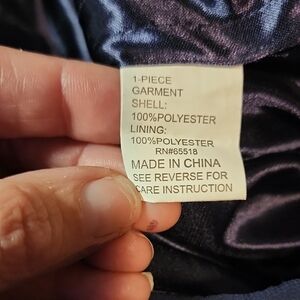 1-PIECE
GARMENT
SHELL:
100%POLYESTER
LINING:
100%POLYESTER
RN#65518
MADE IN CHINA
SEE REVERSE FOR
CARE INSTRUCTION